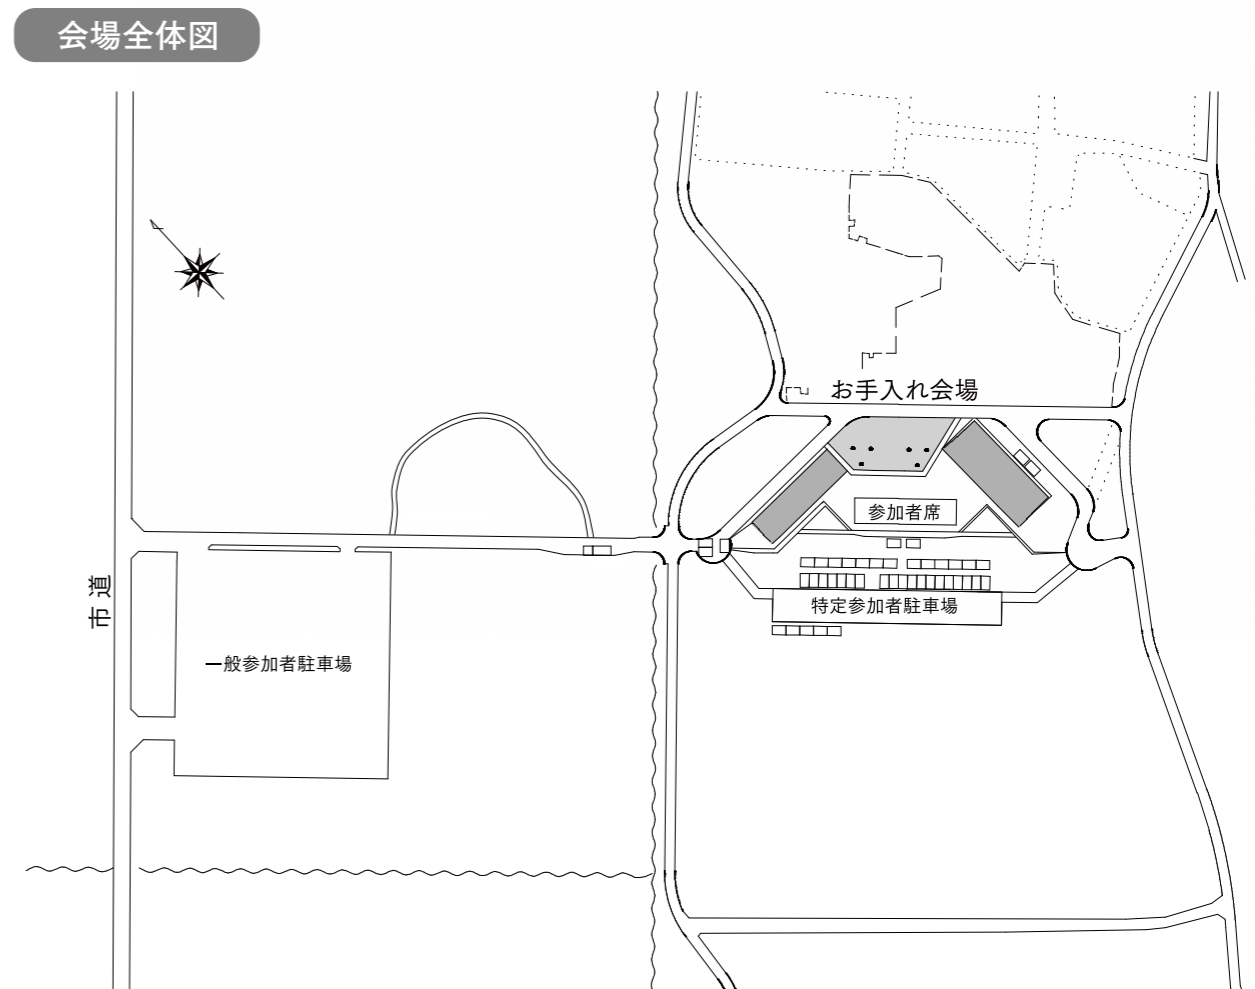 会場全体図
お手入れ会場
参加者席
特定参加者駐車場
市道
一般参加者駐車場